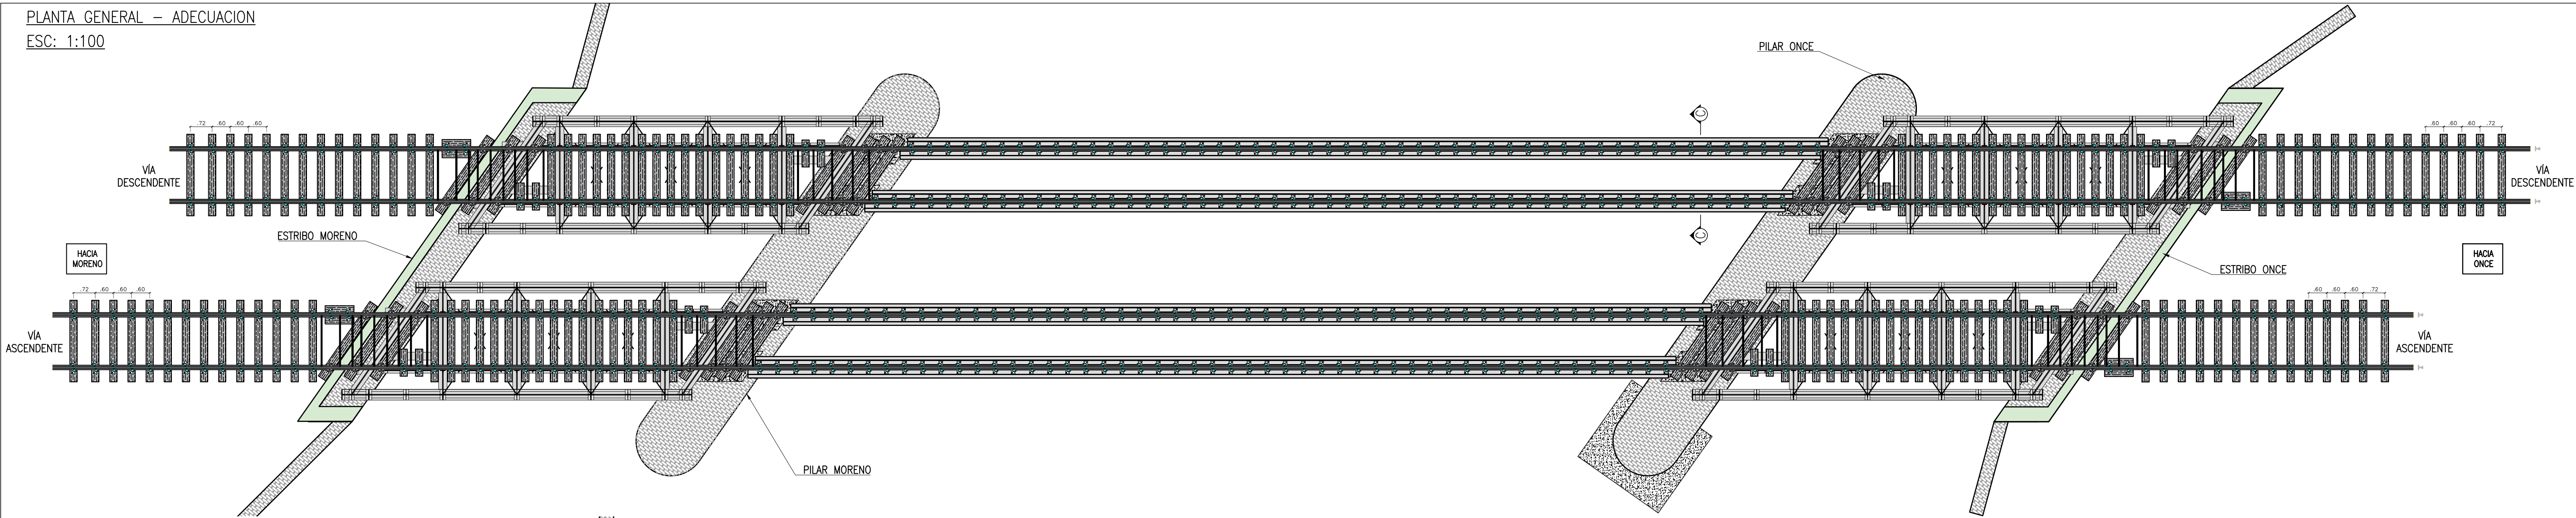 PLANTA GENERAL – ADECUACION
ESC: 1:100
PILAR ONCE
C
.72 .60 .60 .60
.60 .60 .60 .72
VÍA
DESCENDENTE
VÍA
DESCENDENTE
C
ESTRIBO MORENO
HACIA
MORENO
HACIA
ONCE
ESTRIBO ONCE
.72 .60 .60 .60
.60 .60 .60 .72
VÍA
ASCENDENTE
VÍA
ASCENDENTE
PILAR MORENO